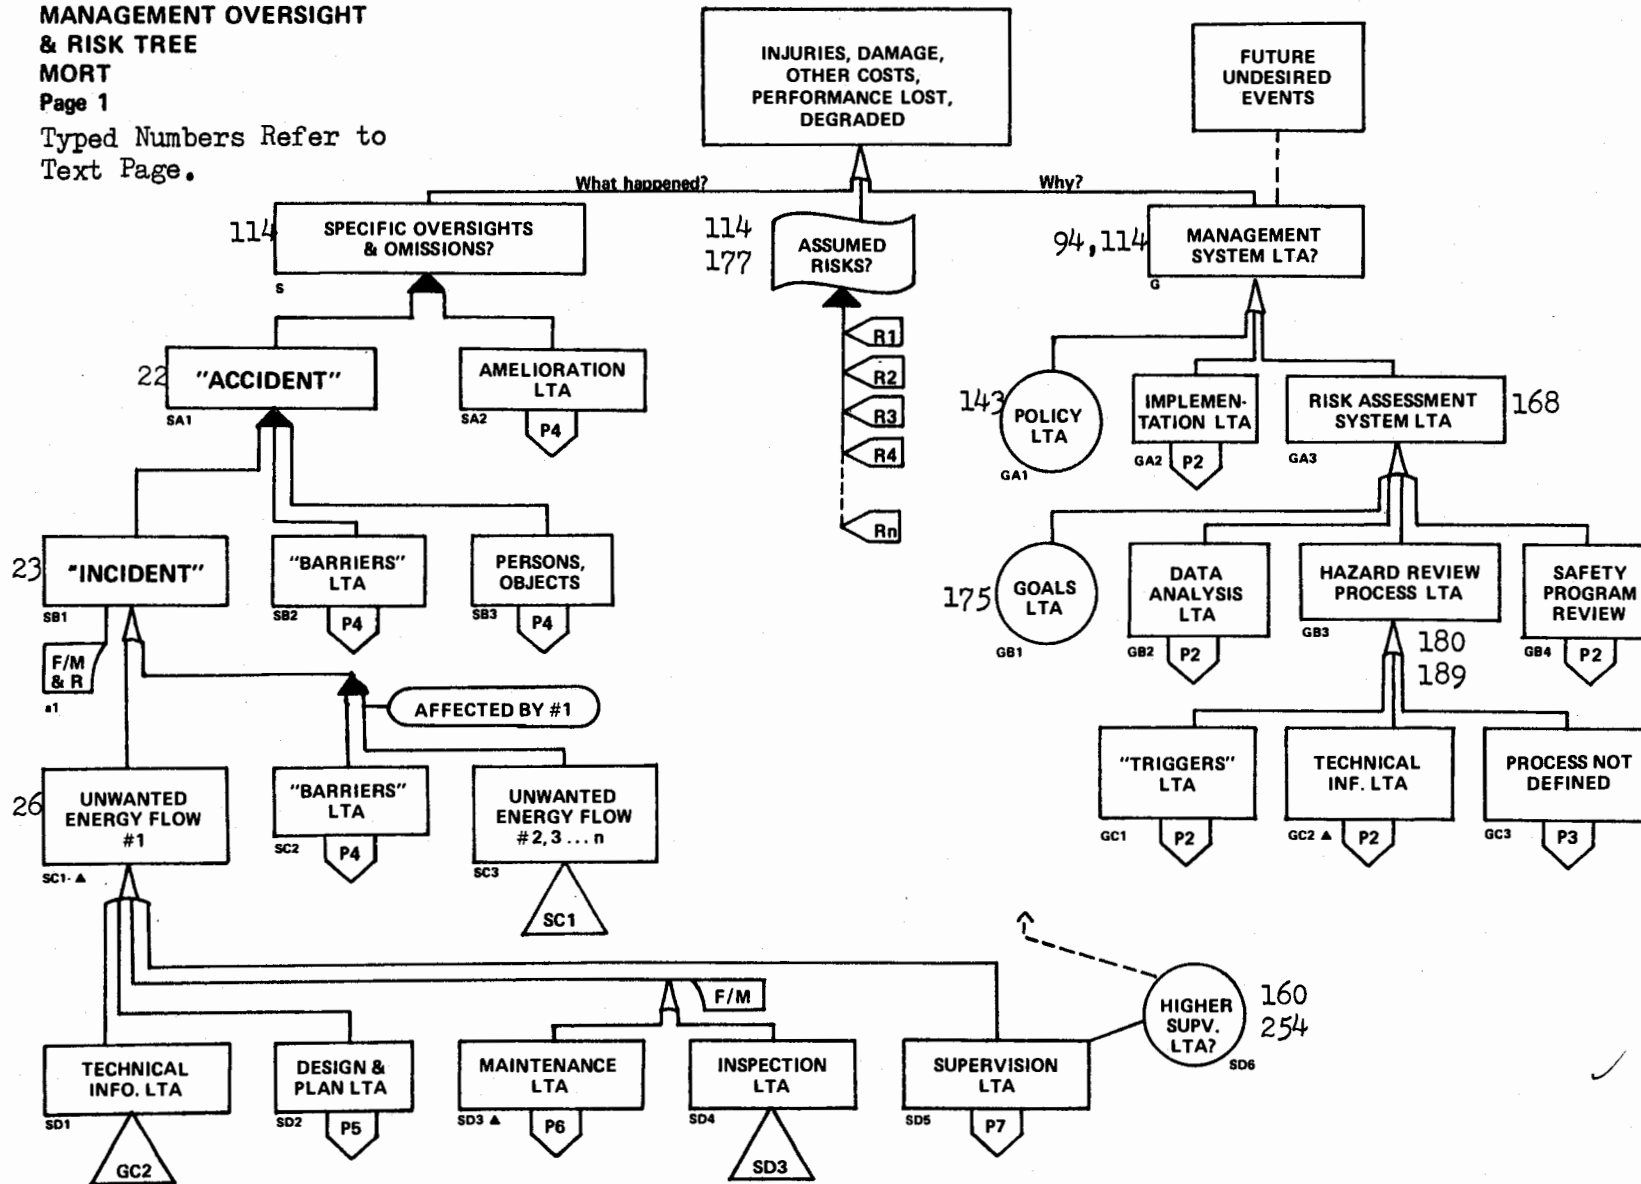 MANAGEMENT OVERSIGHT
& RISK TREE
MORT
Page 1
Typed Numbers Refer to
Text Page.
INJURIES, DAMAGE,
OTHER COSTS,
PERFORMANCE LOST,
DEGRADED
FUTURE
UNDESIRED
EVENTS
What happened?
Why?
114
SPECIFIC OVERSIGHTS
& OMISSIONS?
S
114
177
ASSUMED
RISKS?
94,114
MANAGEMENT
SYSTEM LTA?
G
R1
R2
R3
R4
Rn
22
"ACCIDENT"
SA1
AMELIORATION
LTA
SA2
P4
143
POLICY
LTA
GA1
IMPLEMEN-
TATION LTA
GA2
P2
RISK ASSESSMENT
SYSTEM LTA
GA3
168
23
"INCIDENT"
SB1
F/M
& R
a1
"BARRIERS"
LTA
SB2
P4
PERSONS,
OBJECTS
SB3
P4
175
GOALS
LTA
GB1
DATA
ANALYSIS
LTA
GB2
P2
HAZARD REVIEW
PROCESS LTA
GB3
180
189
SAFETY
PROGRAM
REVIEW
GB4
P2
AFFECTED BY #1
26
UNWANTED
ENERGY FLOW
#1
SC1- ▲
"BARRIERS"
LTA
SC2
P4
UNWANTED
ENERGY FLOW
#2, 3 ... n
SC3
SC1
"TRIGGERS"
LTA
GC1
P2
TECHNICAL
INF. LTA
GC2 ▲
P2
PROCESS NOT
DEFINED
GC3
P3
F/M
TECHNICAL
INFO. LTA
SD1
GC2
DESIGN &
PLAN LTA
SD2
P5
MAINTENANCE
LTA
SD3 ▲
P6
INSPECTION
LTA
SD4
SD3
SUPERVISION
LTA
SD5
P7
HIGHER
SUPV.
LTA?
SD6
160
254